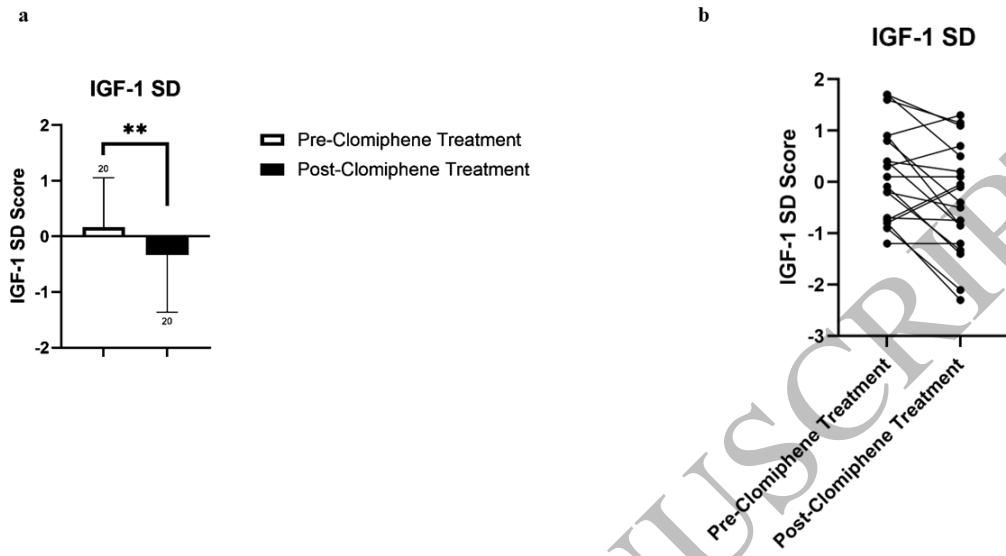 a
IGF-1 SD
IGF-1 SD Score
2
1
0
-1
-2
**
20
20
Pre-Clomiphene Treatment
Post-Clomiphene Treatment
b
IGF-1 SD
IGF-1 SD Score
2
1
0
-1
-2
-3
Pre-Clomiphene Treatment
Post-Clomiphene Treatment